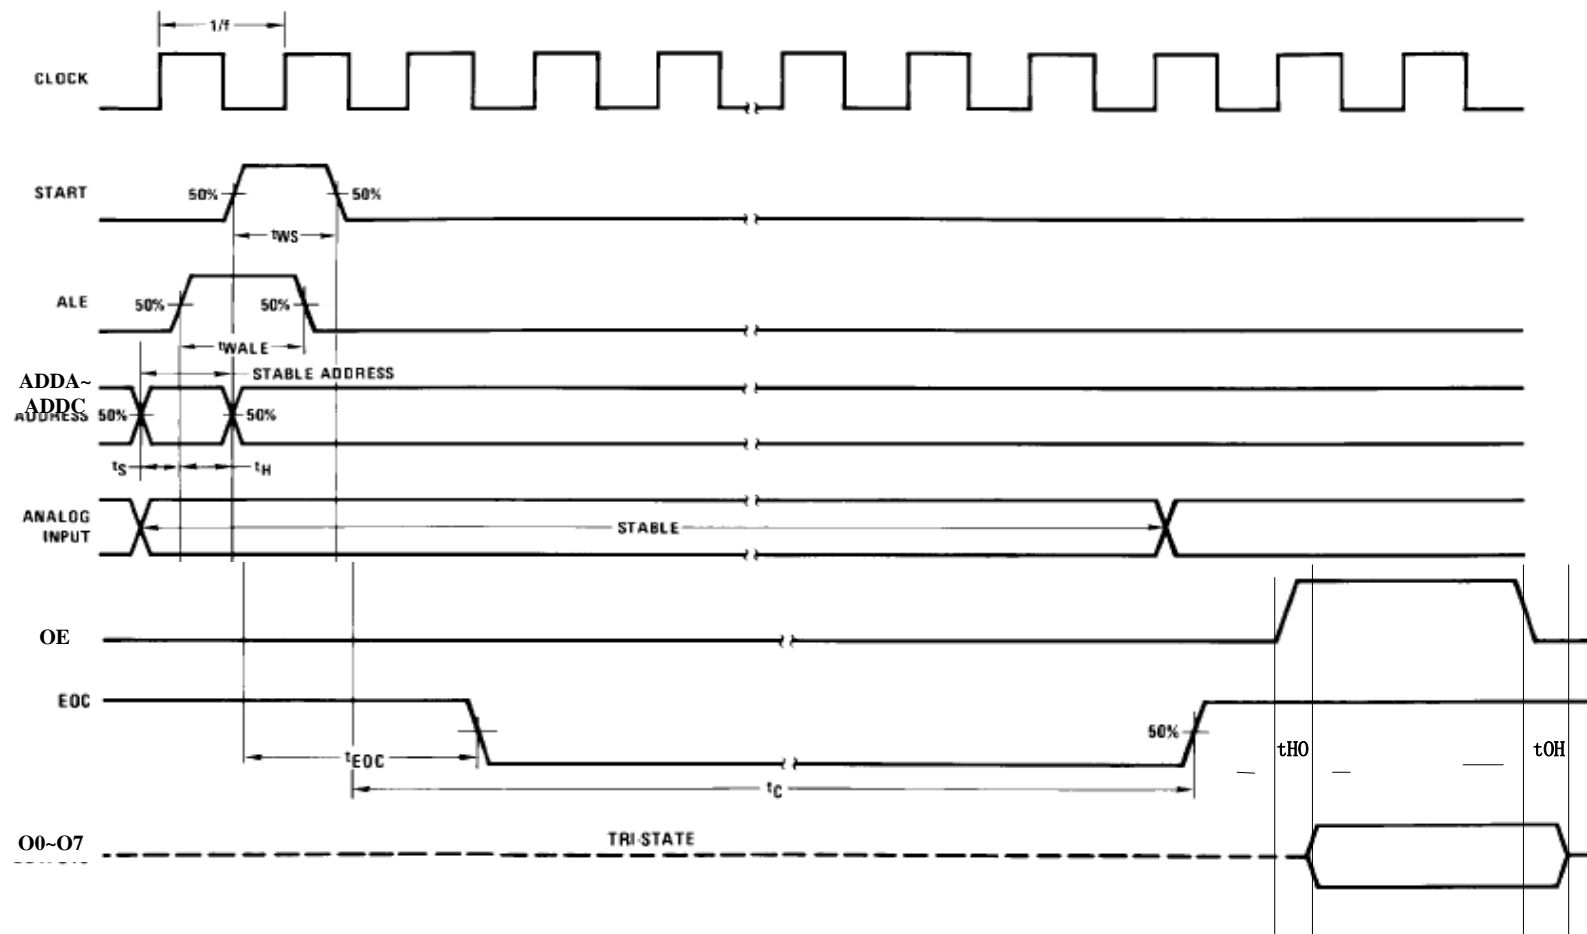 1/f
CLOCK
START
50%
50%
tWS
ALE
50%
50%
tWALE
STABLE ADDRESS
ADDA~
ADDC
ADDRESS
50%
50%
tS
tH
ANALOG
INPUT
STABLE
OE
EOC
50%
tHO
tOH
tEOC
tC
O0~O7
TRI-STATE